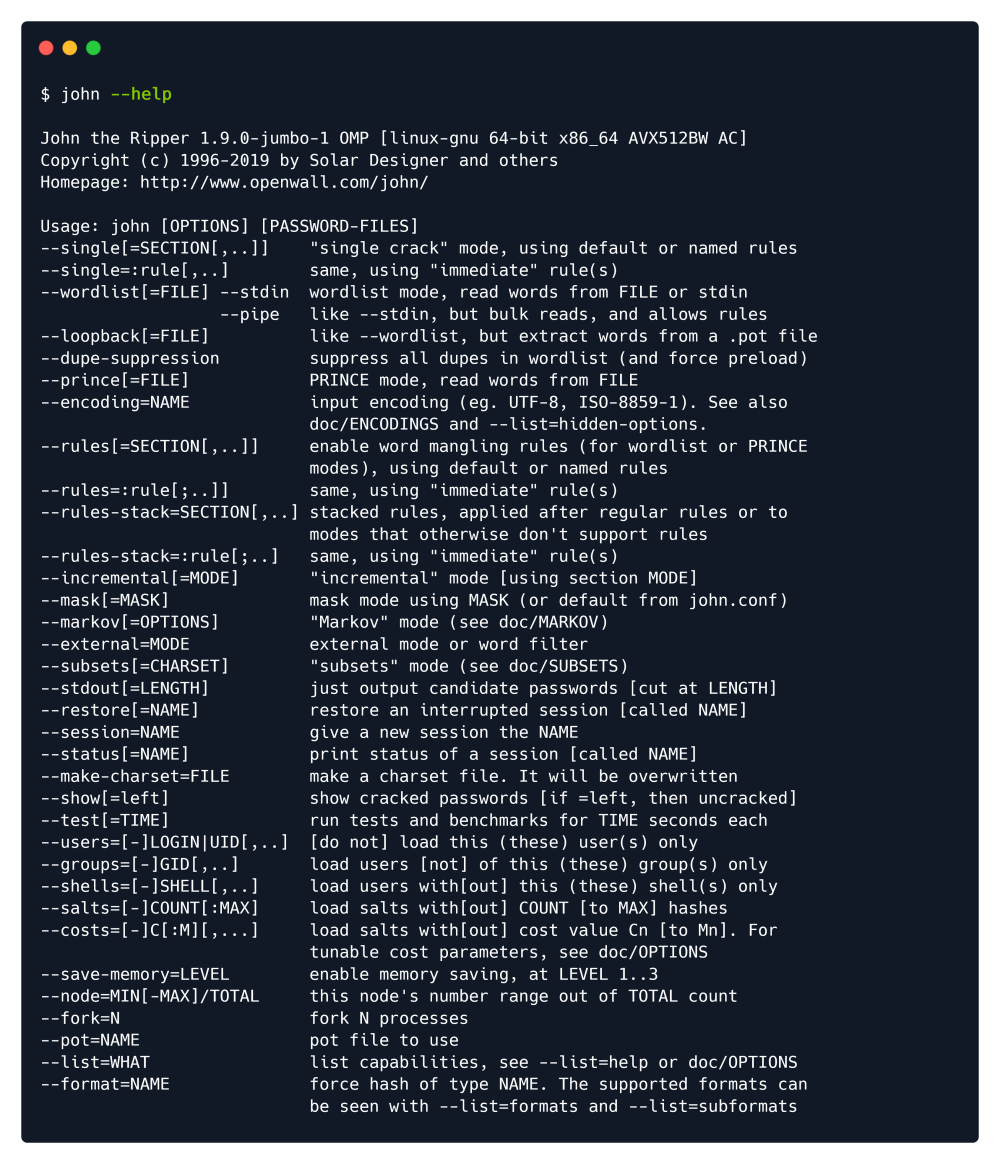 $ john --help
John the Ripper 1.9.0-jumbo-1 OMP [linux-gnu 64-bit x86_64 AVX512BW AC]
Copyright (c) 1996-2019 by Solar Designer and others
Homepage: http://www.openwall.com/john/
Usage: john [OPTIONS] [PASSWORD-FILES]
--single[=SECTION[,..]]    "single crack" mode, using default or named rules
--single=:rule[,..]        same, using "immediate" rule(s)
--wordlist[=FILE] --stdin  wordlist mode, read words from FILE or stdin
                  --pipe   like --stdin, but bulk reads, and allows rules
--loopback[=FILE]          like --wordlist, but extract words from a .pot file
--dupe-suppression         suppress all dupes in wordlist (and force preload)
--prince[=FILE]            PRINCE mode, read words from FILE
--encoding=NAME            input encoding (eg. UTF-8, ISO-8859-1). See also
                           doc/ENCODINGS and --list=hidden-options.
--rules[=SECTION[,..]]     enable word mangling rules (for wordlist or PRINCE
                           modes), using default or named rules
--rules=:rule[;..]]        same, using "immediate" rule(s)
--rules-stack=SECTION[,..] stacked rules, applied after regular rules or to
                           modes that otherwise don't support rules
--rules-stack=:rule[;..]   same, using "immediate" rule(s)
--incremental[=MODE]       "incremental" mode [using section MODE]
--mask[=MASK]              mask mode using MASK (or default from john.conf)
--markov[=OPTIONS]         "Markov" mode (see doc/MARKOV)
--external=MODE            external mode or word filter
--subsets[=CHARSET]        "subsets" mode (see doc/SUBSETS)
--stdout[=LENGTH]          just output candidate passwords [cut at LENGTH]
--restore[=NAME]           restore an interrupted session [called NAME]
--session=NAME             give a new session the NAME
--status[=NAME]            print status of a session [called NAME]
--make-charset=FILE        make a charset file. It will be overwritten
--show[=left]              show cracked passwords [if =left, then uncracked]
--test[=TIME]              run tests and benchmarks for TIME seconds each
--users=[-]LOGIN|UID[,..]  [do not] load this (these) user(s) only
--groups=[-]GID[,..]       load users [not] of this (these) group(s) only
--shells=[-]SHELL[,..]     load users with[out] this (these) shell(s) only
--salts=[-]COUNT[:MAX]     load salts with[out] COUNT [to MAX] hashes
--costs=[-]C[:M][,...]     load salts with[out] cost value Cn [to Mn]. For
                           tunable cost parameters, see doc/OPTIONS
--save-memory=LEVEL        enable memory saving, at LEVEL 1..3
--node=MIN[-MAX]/TOTAL     this node's number range out of TOTAL count
--fork=N                   fork N processes
--pot=NAME                 pot file to use
--list=WHAT                list capabilities, see --list=help or doc/OPTIONS
--format=NAME              force hash of type NAME. The supported formats can
                           be seen with --list=formats and --list=subformats